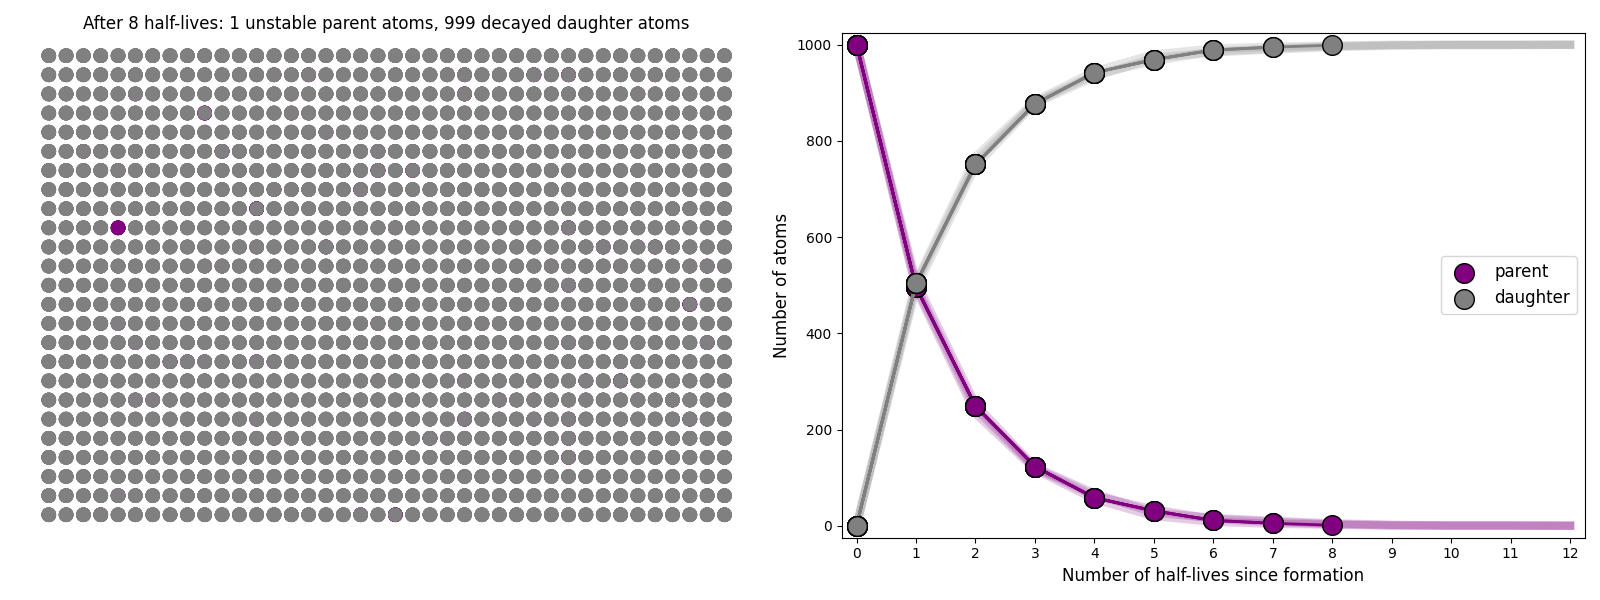 After 8 half-lives: 1 unstable parent atoms, 999 decayed daughter atoms
Number of atoms
1000
800
600
400
200
0
parent
daughter
0 1 2 3 4 5 6 7 8 9 10 11 12
Number of half-lives since formation